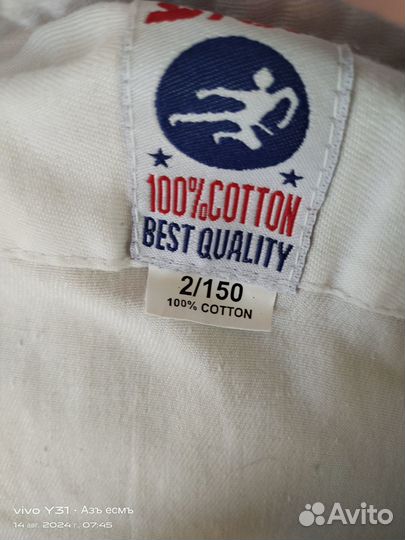 100% COTTON
BEST QUALITY
2/150
100% COTTON
vivo Y31 · Азъ есмъ
14 авг. 2024 г., 07:45
Avito